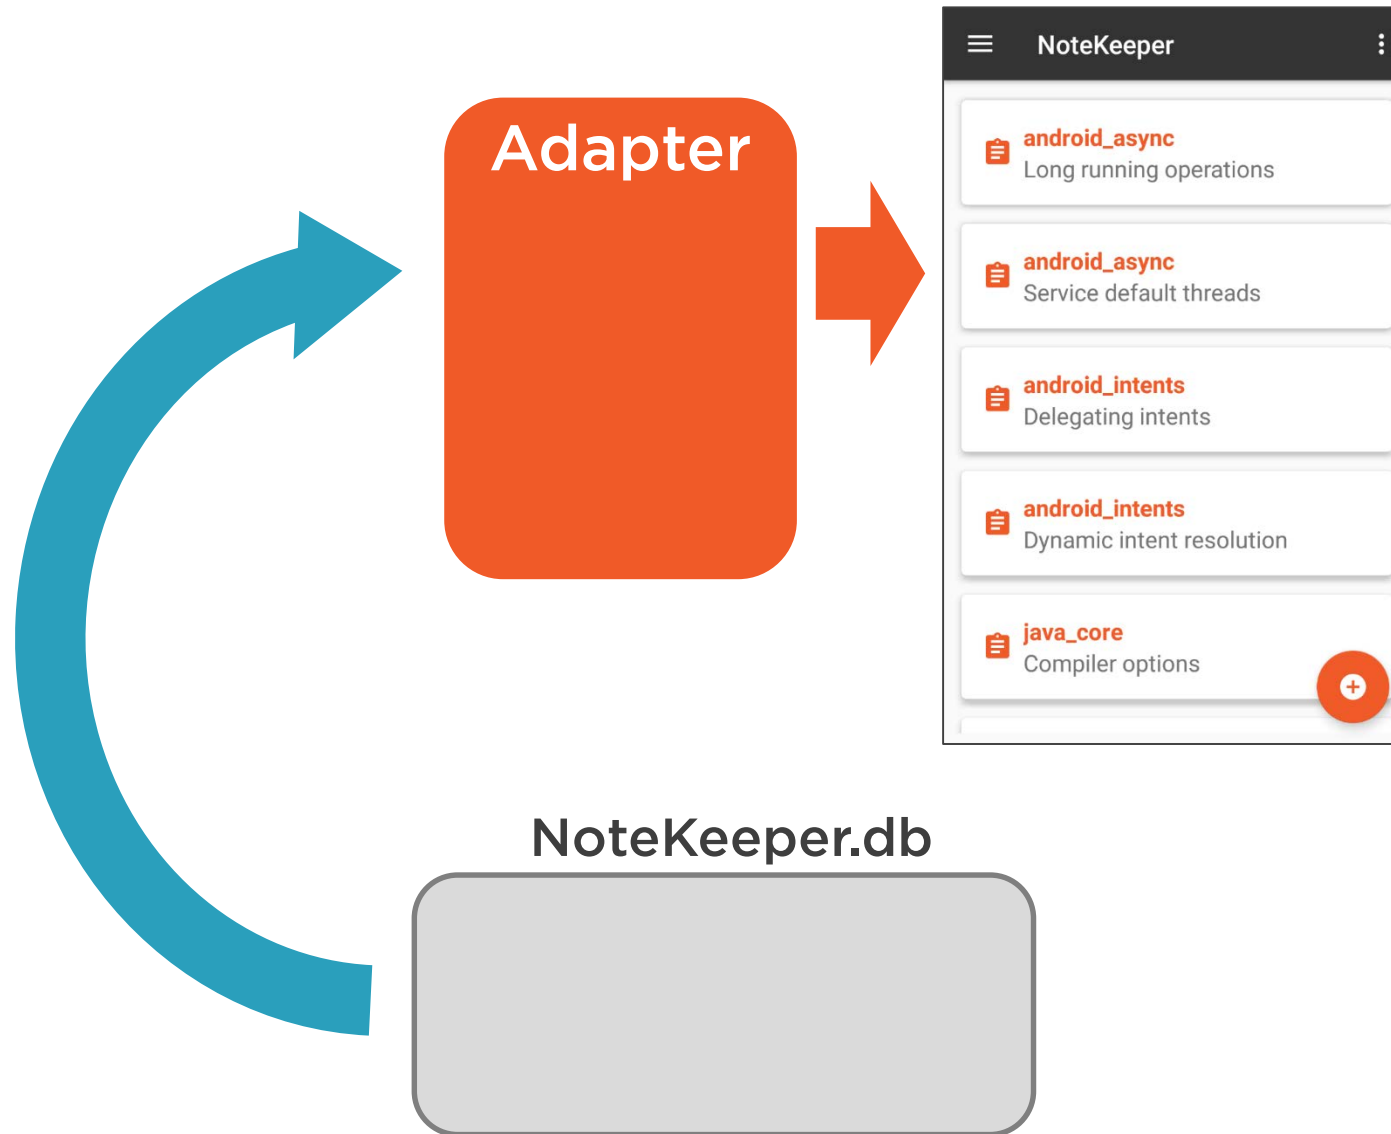 NoteKeeper
Adapter
android_async
Long running operations
android_async
Service default threads
android_intents
Delegating intents
android_intents
Dynamic intent resolution
java_core
Compiler options
NoteKeeper.db